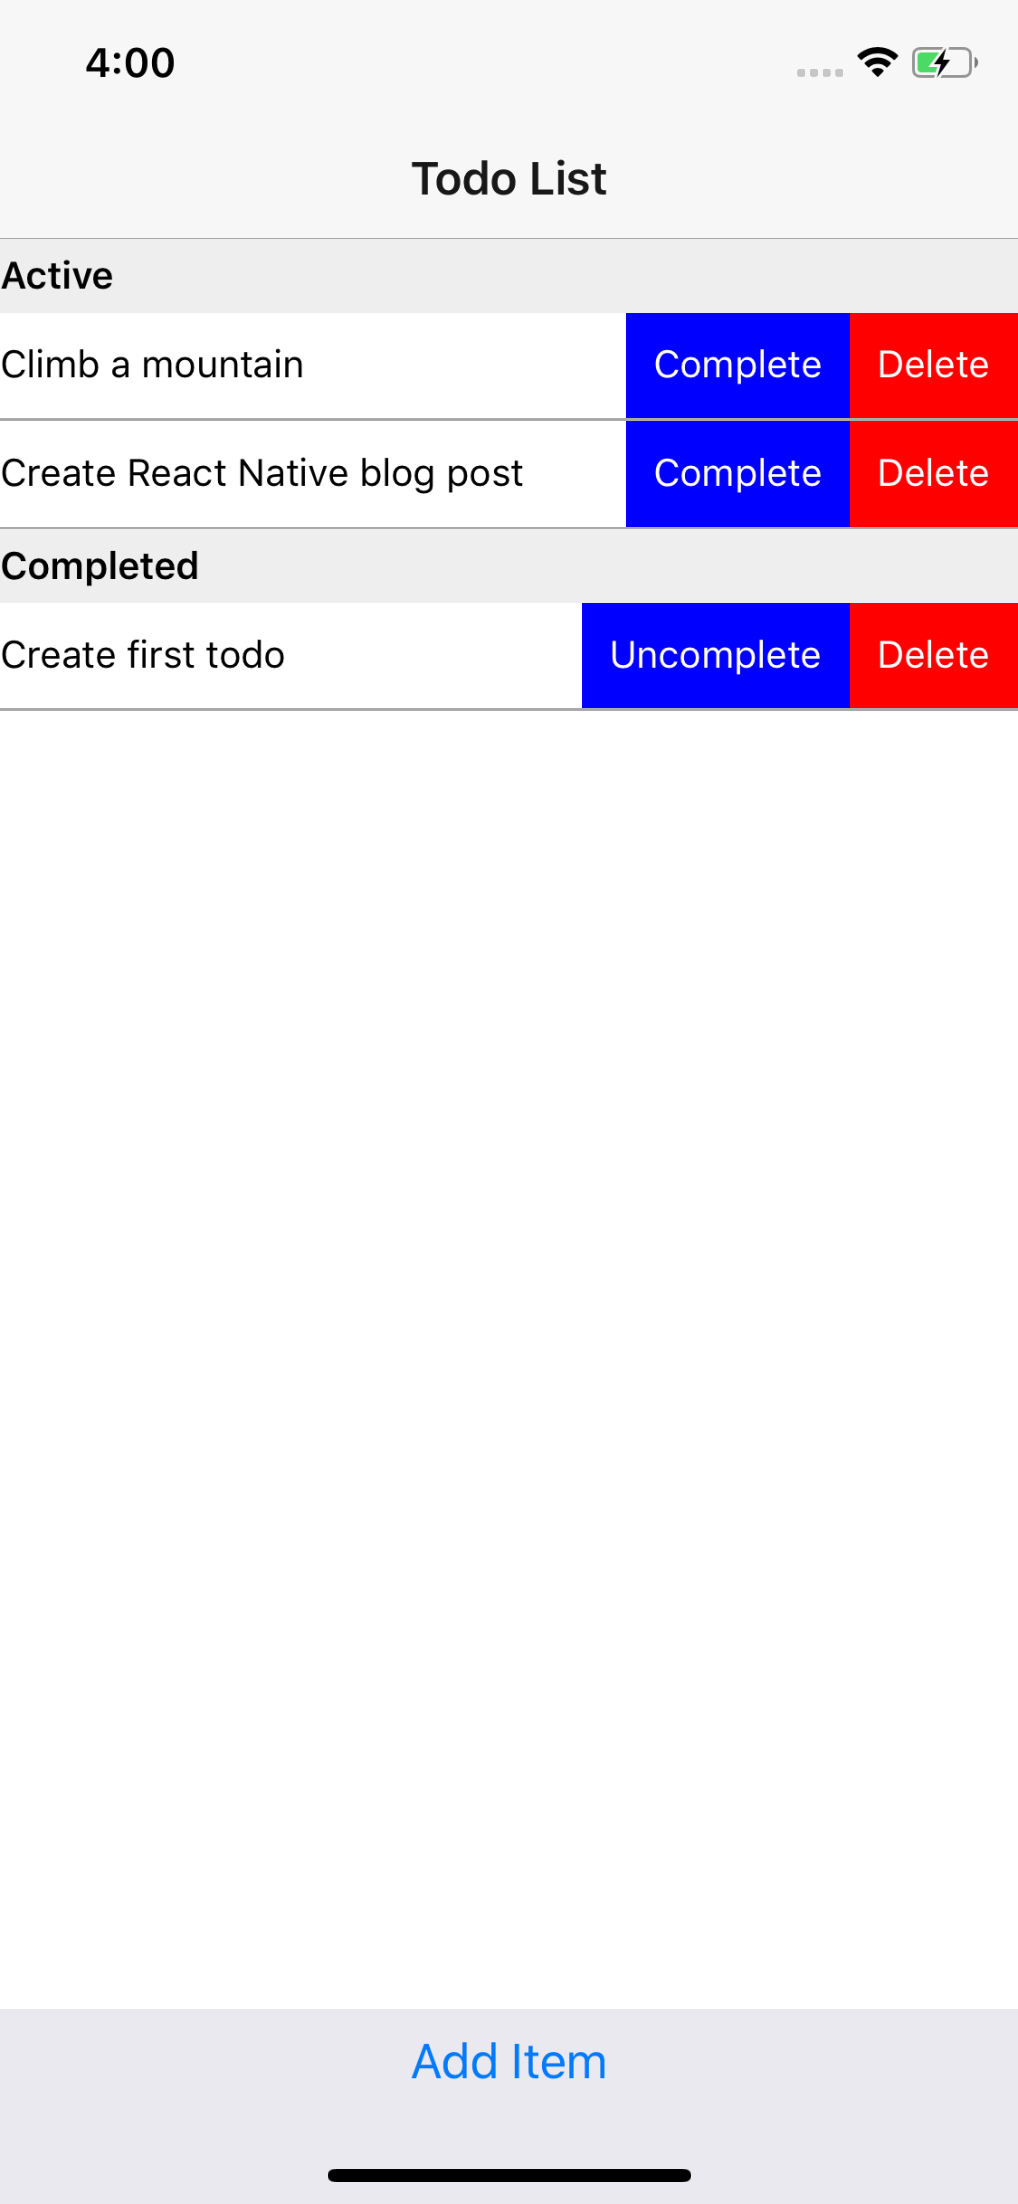 4:00
Todo List
Active
Climb a mountain Complete Delete
Create React Native blog post Complete Delete
Completed
Create first todo Uncomplete Delete
Add Item